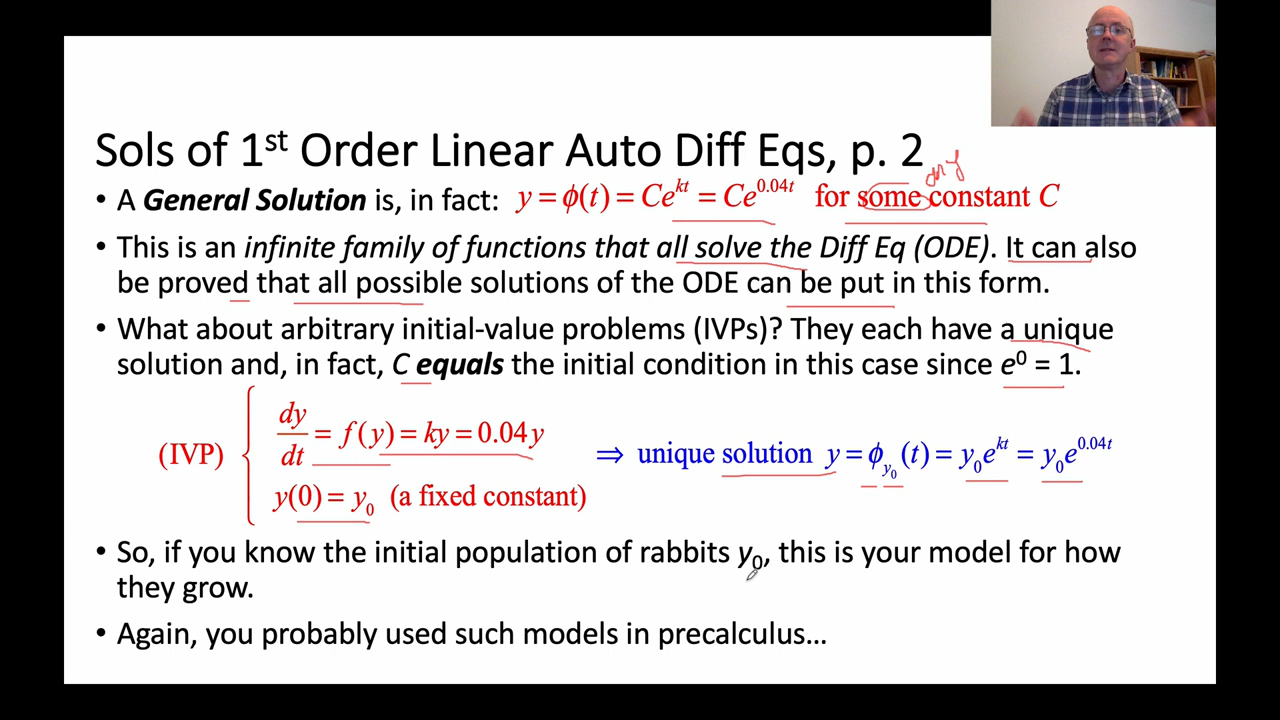 Sols of 1st Order Linear Auto Diff Eqs, p. 2
any
• A General Solution is, in fact: y = ϕ(t) = Ce^{kt} = Ce^{0.04t} for some constant C
• This is an infinite family of functions that all solve the Diff Eq (ODE). It can also
be proved that all possible solutions of the ODE can be put in this form.
• What about arbitrary initial-value problems (IVPs)? They each have a unique
solution and, in fact, C equals the initial condition in this case since e⁰ = 1.
(IVP) { dy/dt = f(y) = ky = 0.04y ⇒ unique solution y = ϕ_{y₀}(t) = y₀e^{kt} = y₀e^{0.04t}
y(0) = y₀ (a fixed constant)
• So, if you know the initial population of rabbits y₀, this is your model for how
they grow.
• Again, you probably used such models in precalculus…